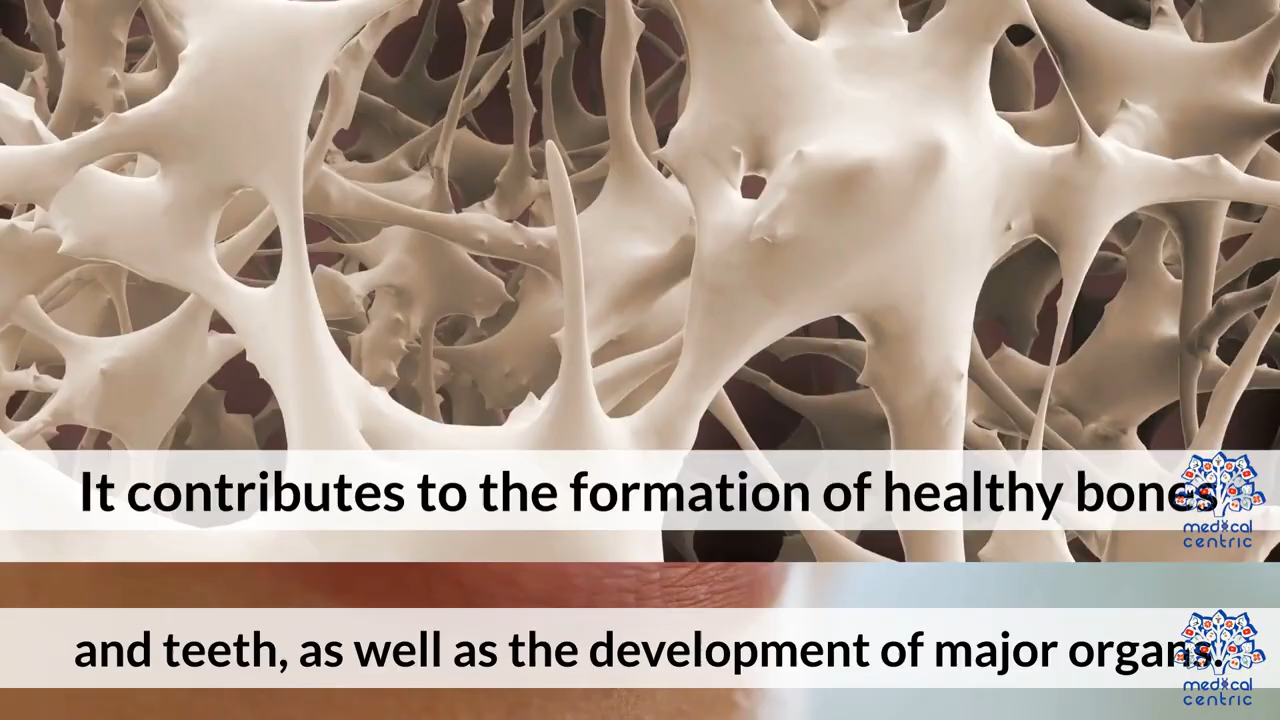 It contributes to the formation of healthy bones
medical
centric
and teeth, as well as the development of major organs.
medical
centric